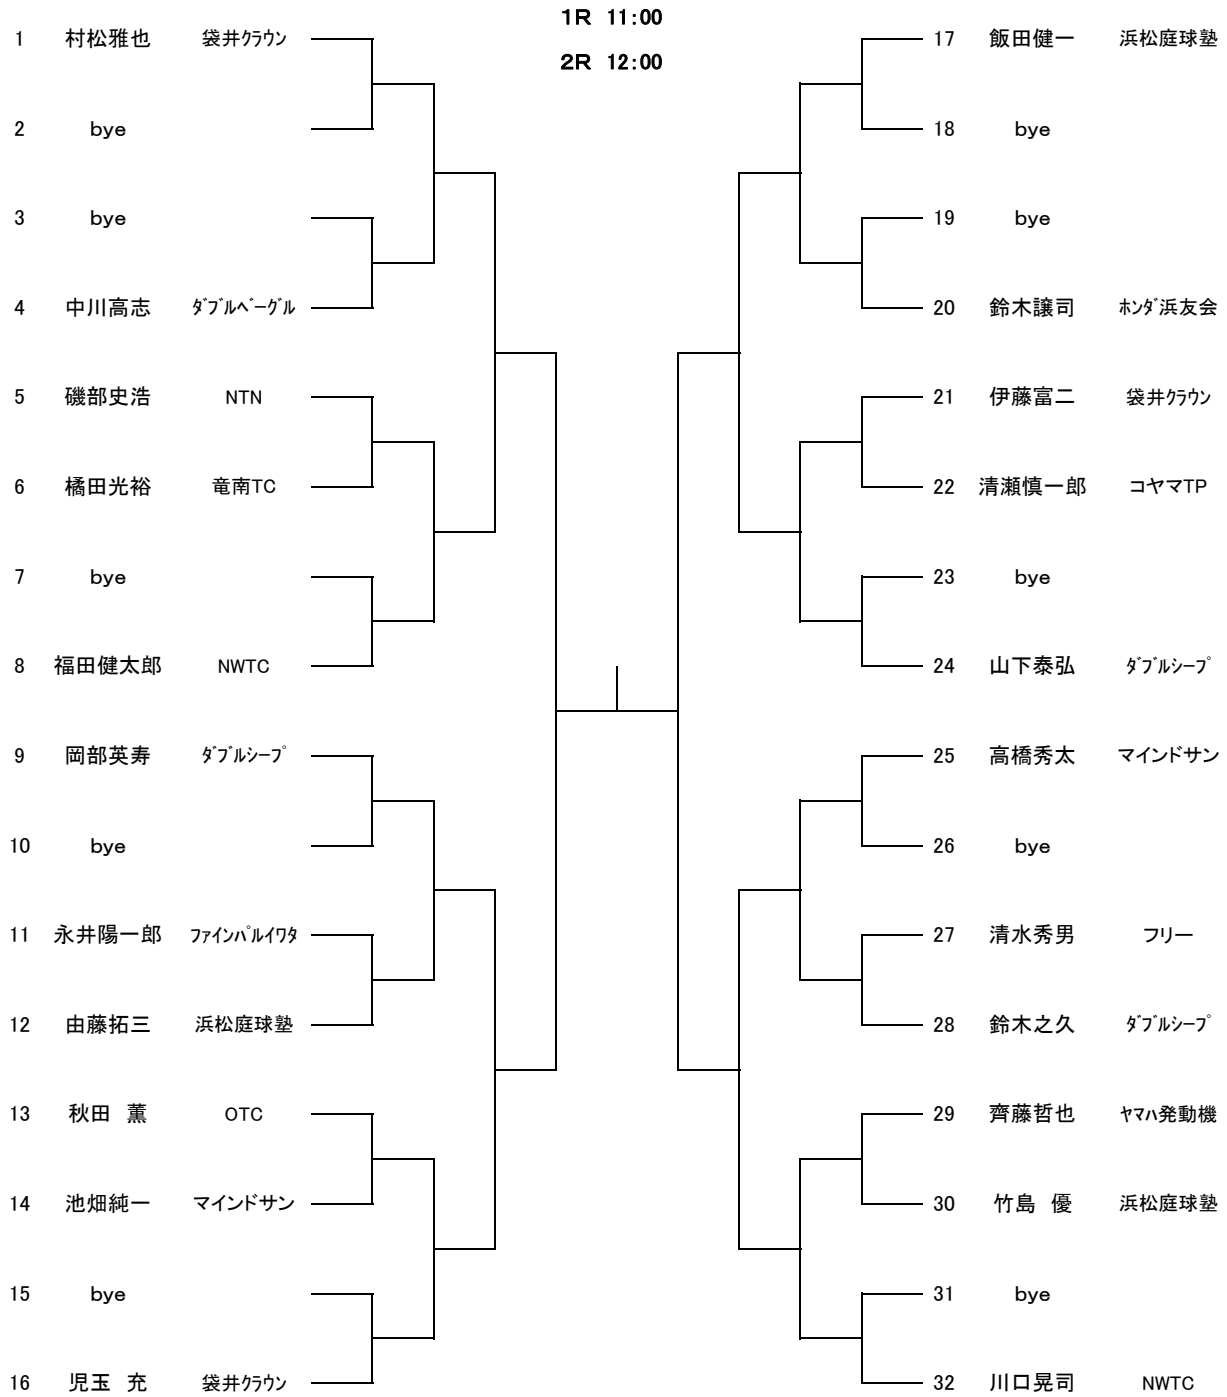 1R 11:00
2R 12:00
1 村松雅也 袋井ｸﾗｳﾝ
2 bye
3 bye
4 中川高志 ﾀﾞﾌﾞﾙﾍﾞｰｸﾞﾙ
5 磯部史浩 NTN
6 橘田光裕 竜南TC
7 bye
8 福田健太郎 NWTC
9 岡部英寿 ﾀﾞﾌﾞﾙｼｰﾌﾟ
10 bye
11 永井陽一郎 ﾌｧｲﾝﾊﾟﾙｲﾜﾀ
12 由藤拓三 浜松庭球塾
13 秋田　薫 OTC
14 池畑純一 マインドサン
15 bye
16 児玉　充 袋井ｸﾗｳﾝ
17 飯田健一 浜松庭球塾
18 bye
19 bye
20 鈴木譲司 ﾎﾝﾀﾞ浜友会
21 伊藤富二 袋井ｸﾗｳﾝ
22 清瀬慎一郎 コヤマTP
23 bye
24 山下泰弘 ﾀﾞﾌﾞﾙｼｰﾌﾟ
25 高橋秀太 マインドサン
26 bye
27 清水秀男 フリー
28 鈴木之久 ﾀﾞﾌﾞﾙｼｰﾌﾟ
29 齊藤哲也 ﾔﾏﾊ発動機
30 竹島　優 浜松庭球塾
31 bye
32 川口晃司 NWTC